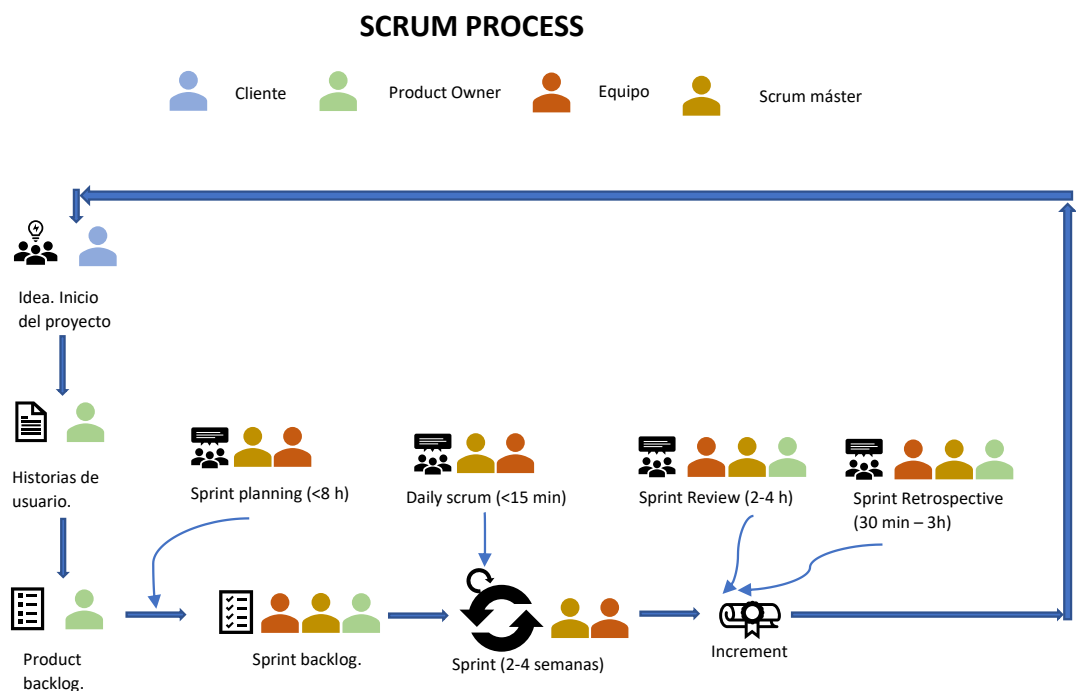 SCRUM PROCESS
Cliente
Product Owner
Equipo
Scrum máster
Idea. Inicio
del proyecto
Historias de
usuario.
Sprint planning (<8 h)
Daily scrum (<15 min)
Sprint Review (2-4 h)
Sprint Retrospective
(30 min – 3h)
Product
backlog.
Sprint backlog.
Sprint (2-4 semanas)
Increment